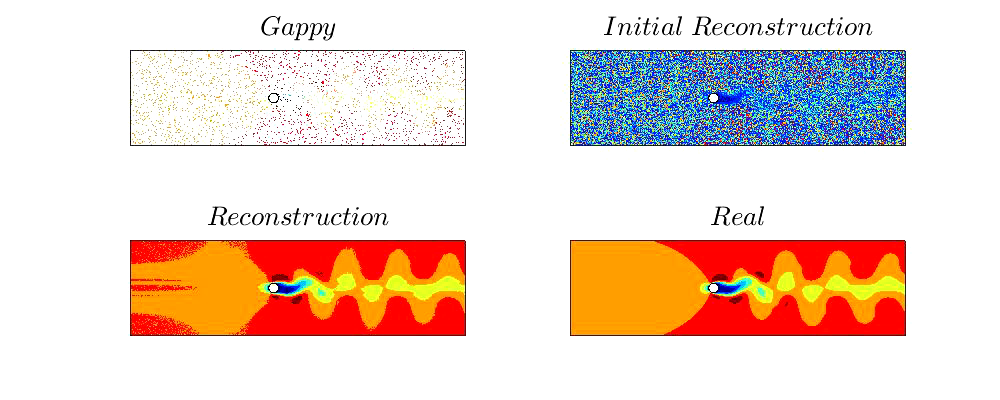 Gappy
Initial Reconstruction
Reconstruction
Real